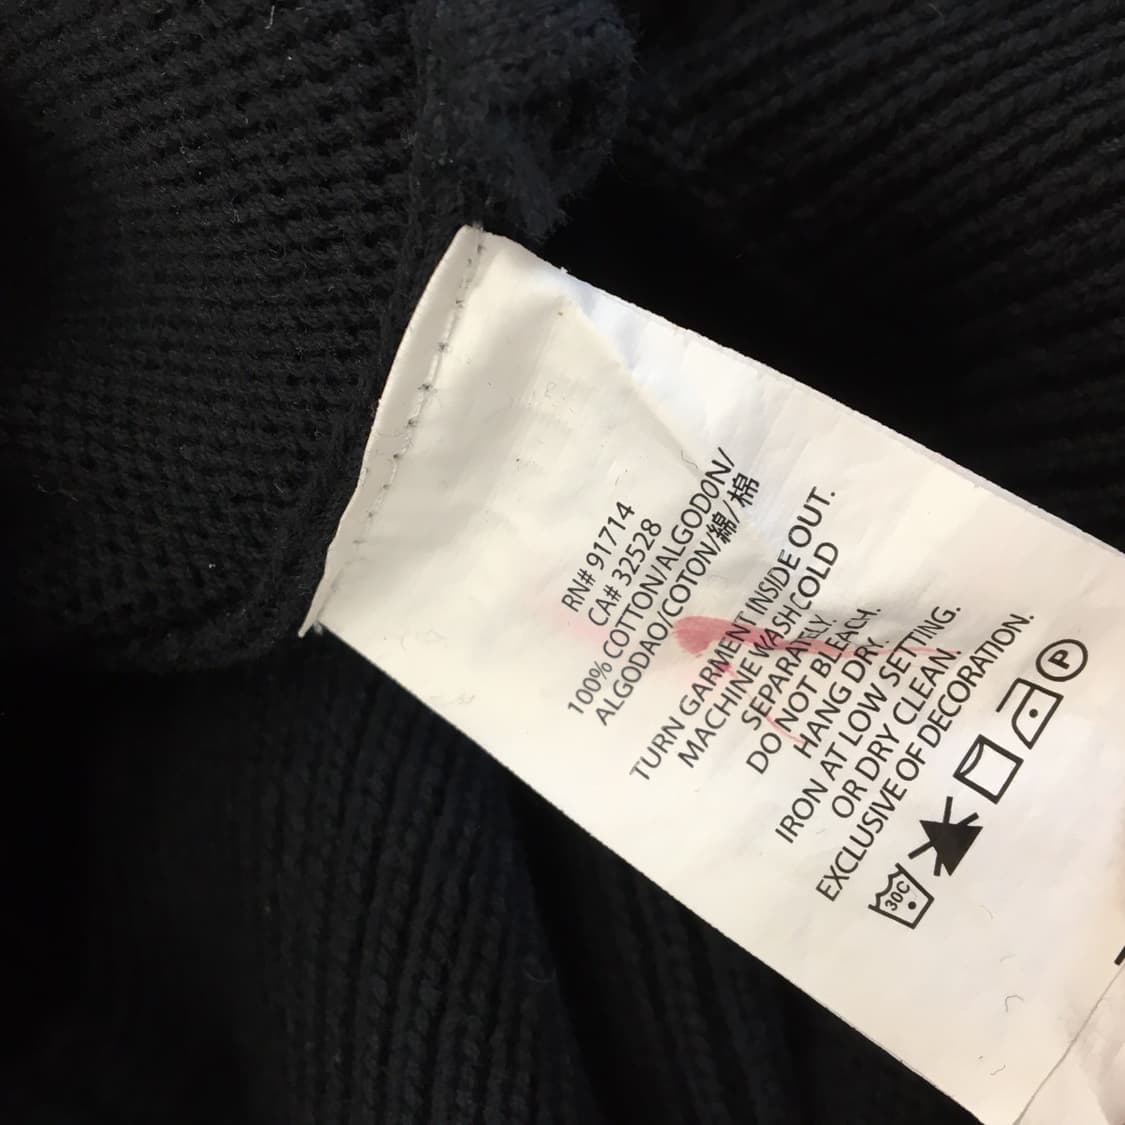 RN# 91714
CA# 32528
100% COTTON/ALGODON/
ALGODAO/COTON/綿/棉
TURN GARMENT INSIDE OUT.
MACHINE WASH COLD
SEPARATELY.
DO NOT BLEACH.
HANG DRY.
IRON AT LOW SETTING.
OR DRY CLEAN.
EXCLUSIVE OF DECORATION.
30C
P